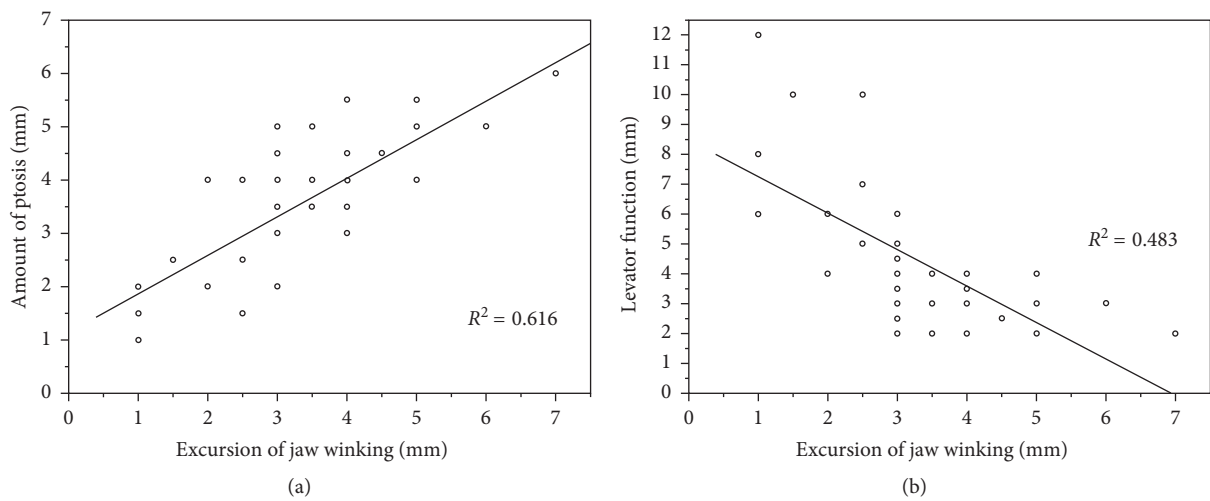 7
6
5
4
3
2
1
0
Amount of ptosis (mm)
R² = 0.616
0 1 2 3 4 5 6 7
Excursion of jaw winking (mm)
(a)
12
11
10
9
8
7
6
5
4
3
2
1
0
Levator function (mm)
R² = 0.483
0 1 2 3 4 5 6 7
Excursion of jaw winking (mm)
(b)